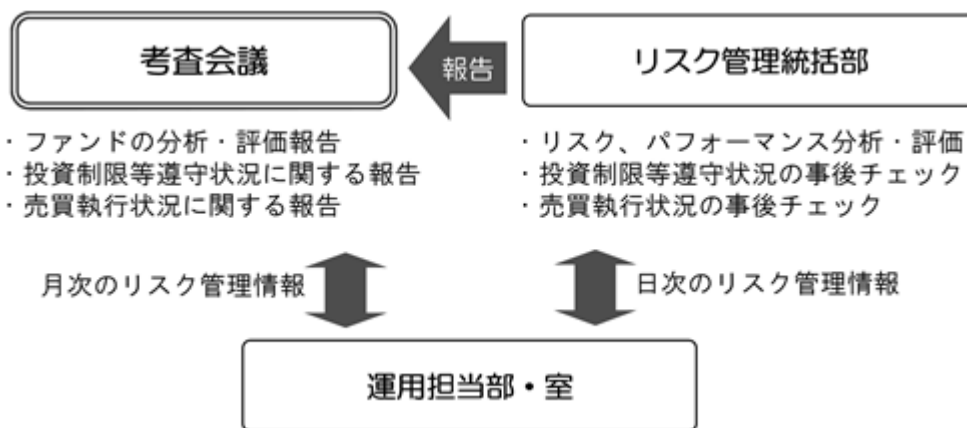 考査会議
報告
リスク管理統括部
・ファンドの分析・評価報告
・投資制限等遵守状況に関する報告
・売買執行状況に関する報告
・リスク、パフォーマンス分析・評価
・投資制限等遵守状況の事後チェック
・売買執行状況の事後チェック
月次のリスク管理情報
日次のリスク管理情報
運用担当部・室